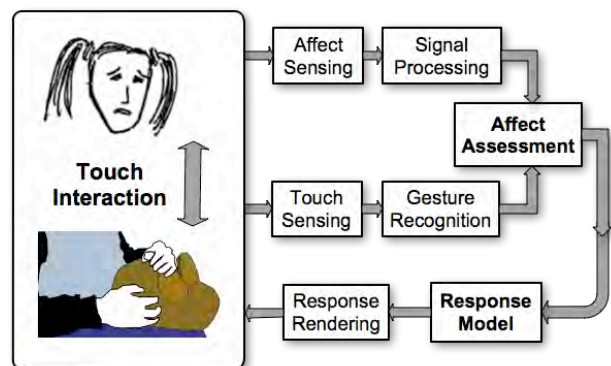 Touch
Interaction
Affect
Sensing
Signal
Processing
Affect
Assessment
Touch
Sensing
Gesture
Recognition
Response
Rendering
Response
Model